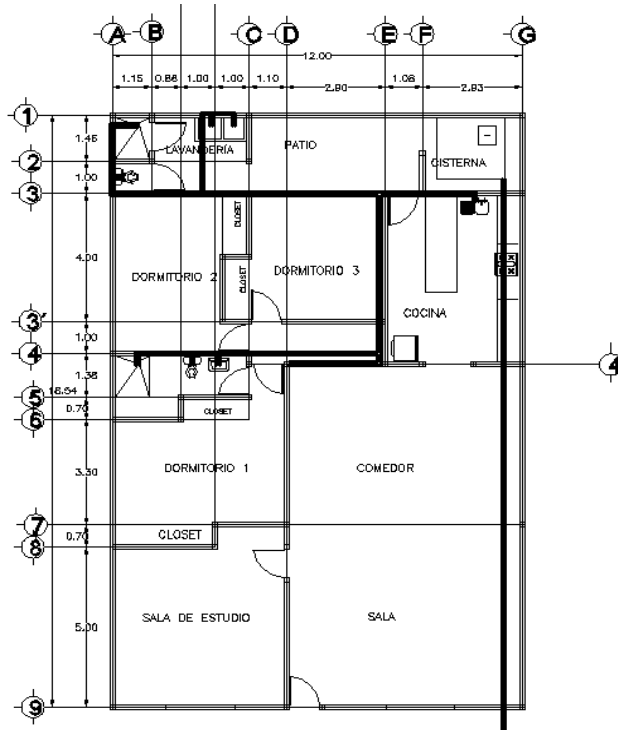 A B C D E F G
12.00
1.15 0.86 1.00 1.00 1.10 2.90 1.06 2.93
1
1.45
LAVANDERÍA
PATIO
2
CISTERNA
1.00
3
CLOSET
4.00
DORMITORIO 2
CLOSET
DORMITORIO 3
COCINA
3'
1.00
4
4
1.38
18.54
5
0.70
CLOSET
6
3.30
DORMITORIO 1
COMEDOR
7
0.70
CLOSET
8
5.00
SALA DE ESTUDIO
SALA
9